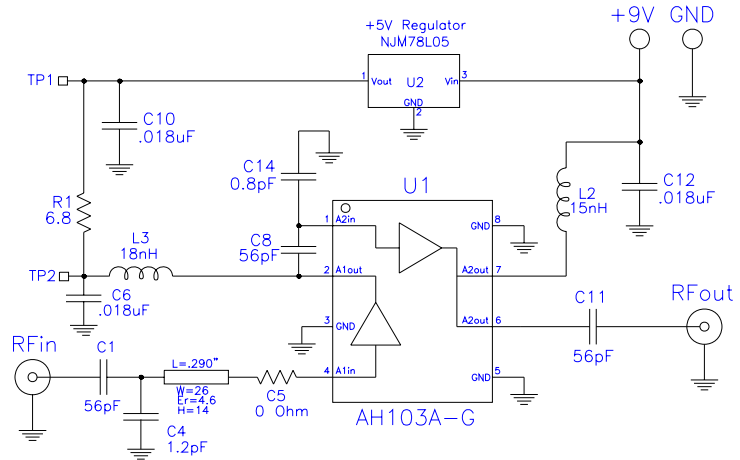 +9V GND
+5V Regulator
NJM78L05
TP1
1 Vout U2 Vin 3
GND
2
C10
.018uF
C14
0.8pF
U1
R1
6.8
L3
18nH
C8
56pF
L2
15nH
C12
.018uF
1 A2in
GND 8
TP2
2 A1out
A2out 7
C6
.018uF
3 GND
A2out 6
C11
56pF
RFout
RFin
C1
56pF
L=.290"
W=26
Er=4.6
H=14
C5
0 Ohm
4 A1in
GND 5
C4
1.2pF
AH103A-G